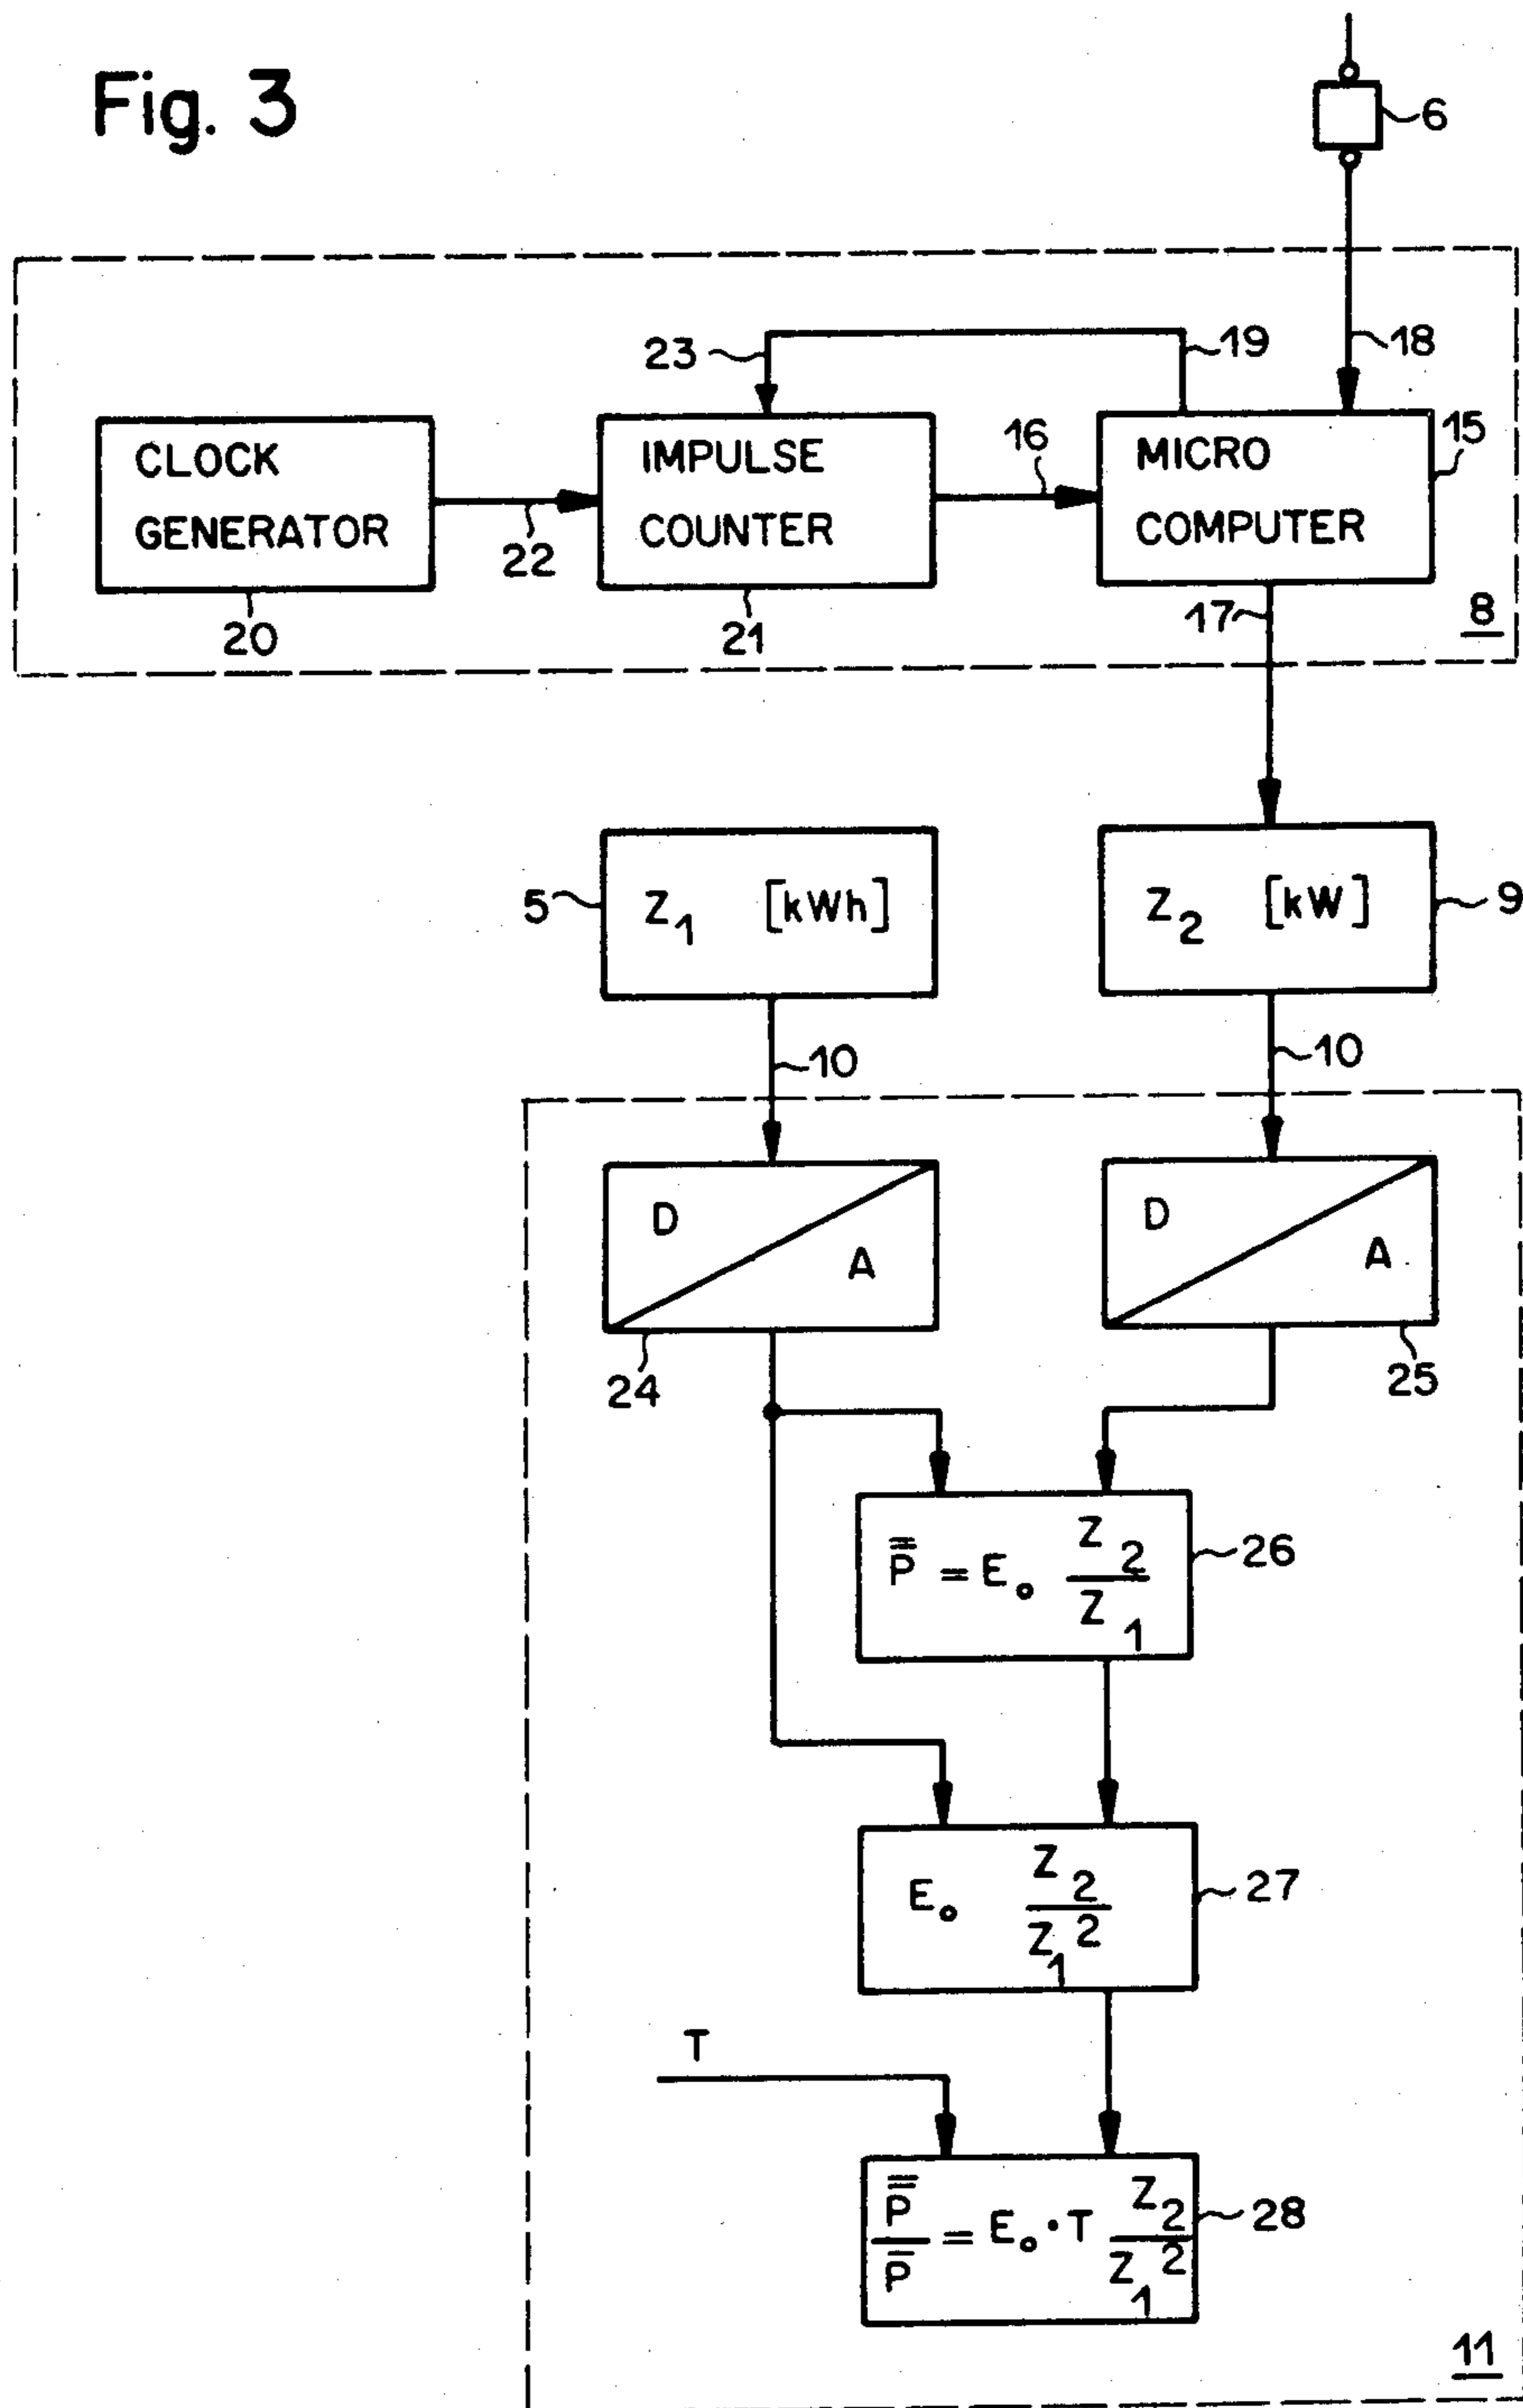 Fig. 3
6
23
19
18
CLOCK
GENERATOR
IMPULSE
COUNTER
MICRO
COMPUTER
16
15
22
20
21
17
8
5
Z₁ [kWh]
Z₂ [kW]
9
10
10
D
A
D
A
24
25
P̿ = E₀ Z₂/Z₁
26
E₀ Z₂/Z₁²
27
T
P̿/P̅ = E₀·T Z₂/Z₁²
28
11